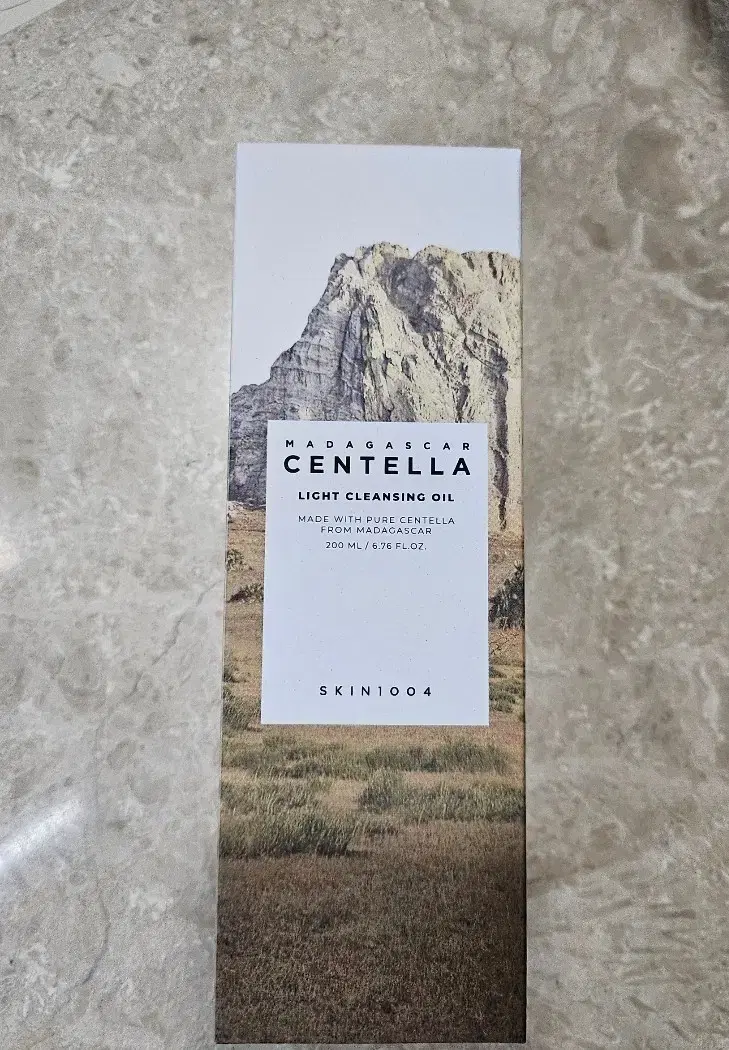 MADAGASCAR
CENTELLA
LIGHT CLEANSING OIL
MADE WITH PURE CENTELLA
FROM MADAGASCAR
200 ML / 6.76 FL.OZ.
SKIN1004